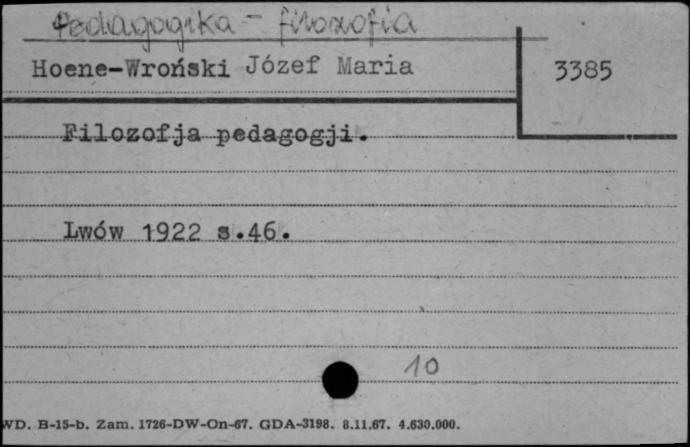 Pedagogika - filozofia
Hoene-Wroński Józef Maria
3385
Filozofja pedagogji.
Lwów 1922 s.46.
10
WD. B-15-b. Zam. 1726-DW-On-67. GDA-3198. 8.11.67. 4.630.000.